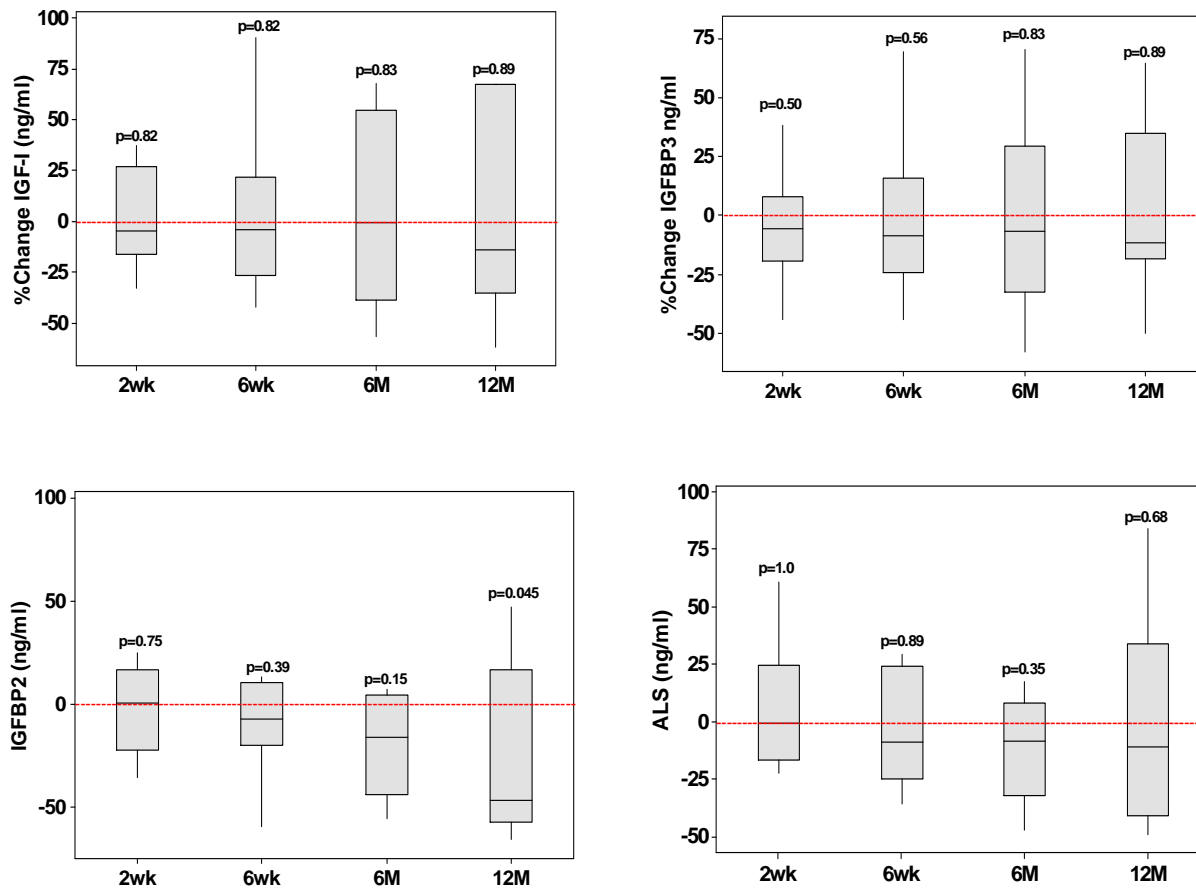 %Change IGF-I (ng/ml)
100
75
50
25
0
-25
-50
p=0.82
p=0.82
p=0.83
p=0.89
2wk
6wk
6M
12M
%Change IGFBP3 ng/ml
75
50
25
0
-25
-50
p=0.50
p=0.56
p=0.83
p=0.89
2wk
6wk
6M
12M
IGFBP2 (ng/ml)
100
50
0
-50
p=0.75
p=0.39
p=0.15
p=0.045
2wk
6wk
6M
12M
ALS (ng/ml)
100
75
50
25
0
-25
-50
p=1.0
p=0.89
p=0.35
p=0.68
2wk
6wk
6M
12M